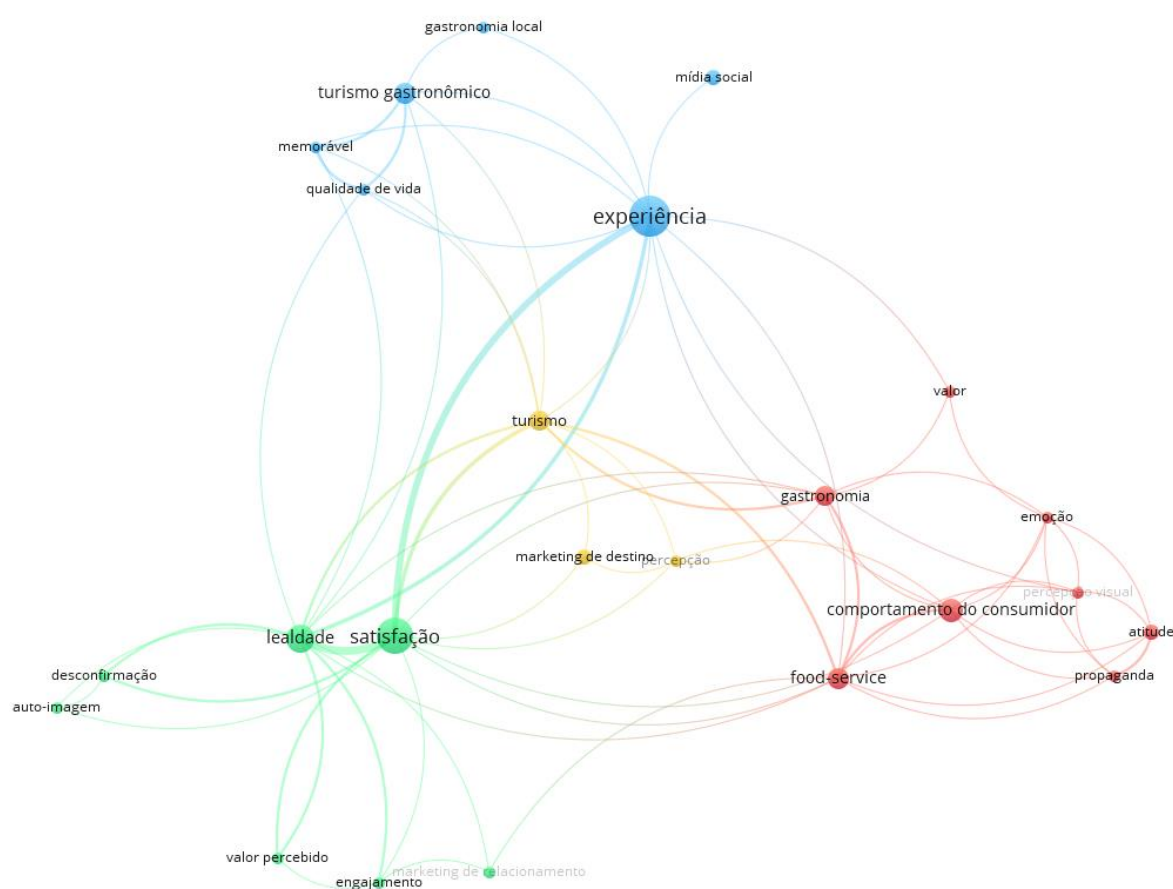 gastronomia local
mídia social
turismo gastronômico
memorável
qualidade de vida
experiência
valor
turismo
gastronomia
emoção
marketing de destino
percepção
percepção visual
comportamento do consumidor
atitude
lealdade
satisfação
desconfirmação
food-service
propaganda
auto-imagem
valor percebido
marketing de relacionamento
engajamento